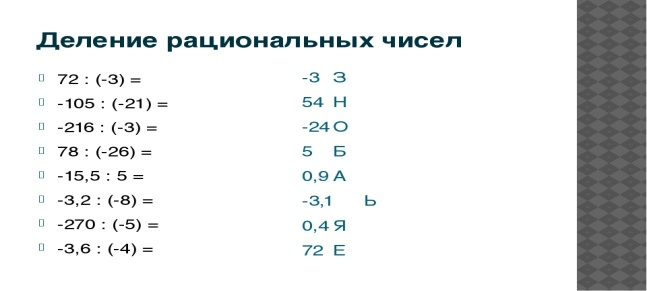 Деление рациональных чисел
72 : (-3) =
-105 : (-21) =
-216 : (-3) =
78 : (-26) =
-15,5 : 5 =
-3,2 : (-8) =
-270 : (-5) =
-3,6 : (-4) =
-3 З
54 Н
-24 О
5 Б
0,9 А
-3,1 Ь
0,4 Я
72 Е